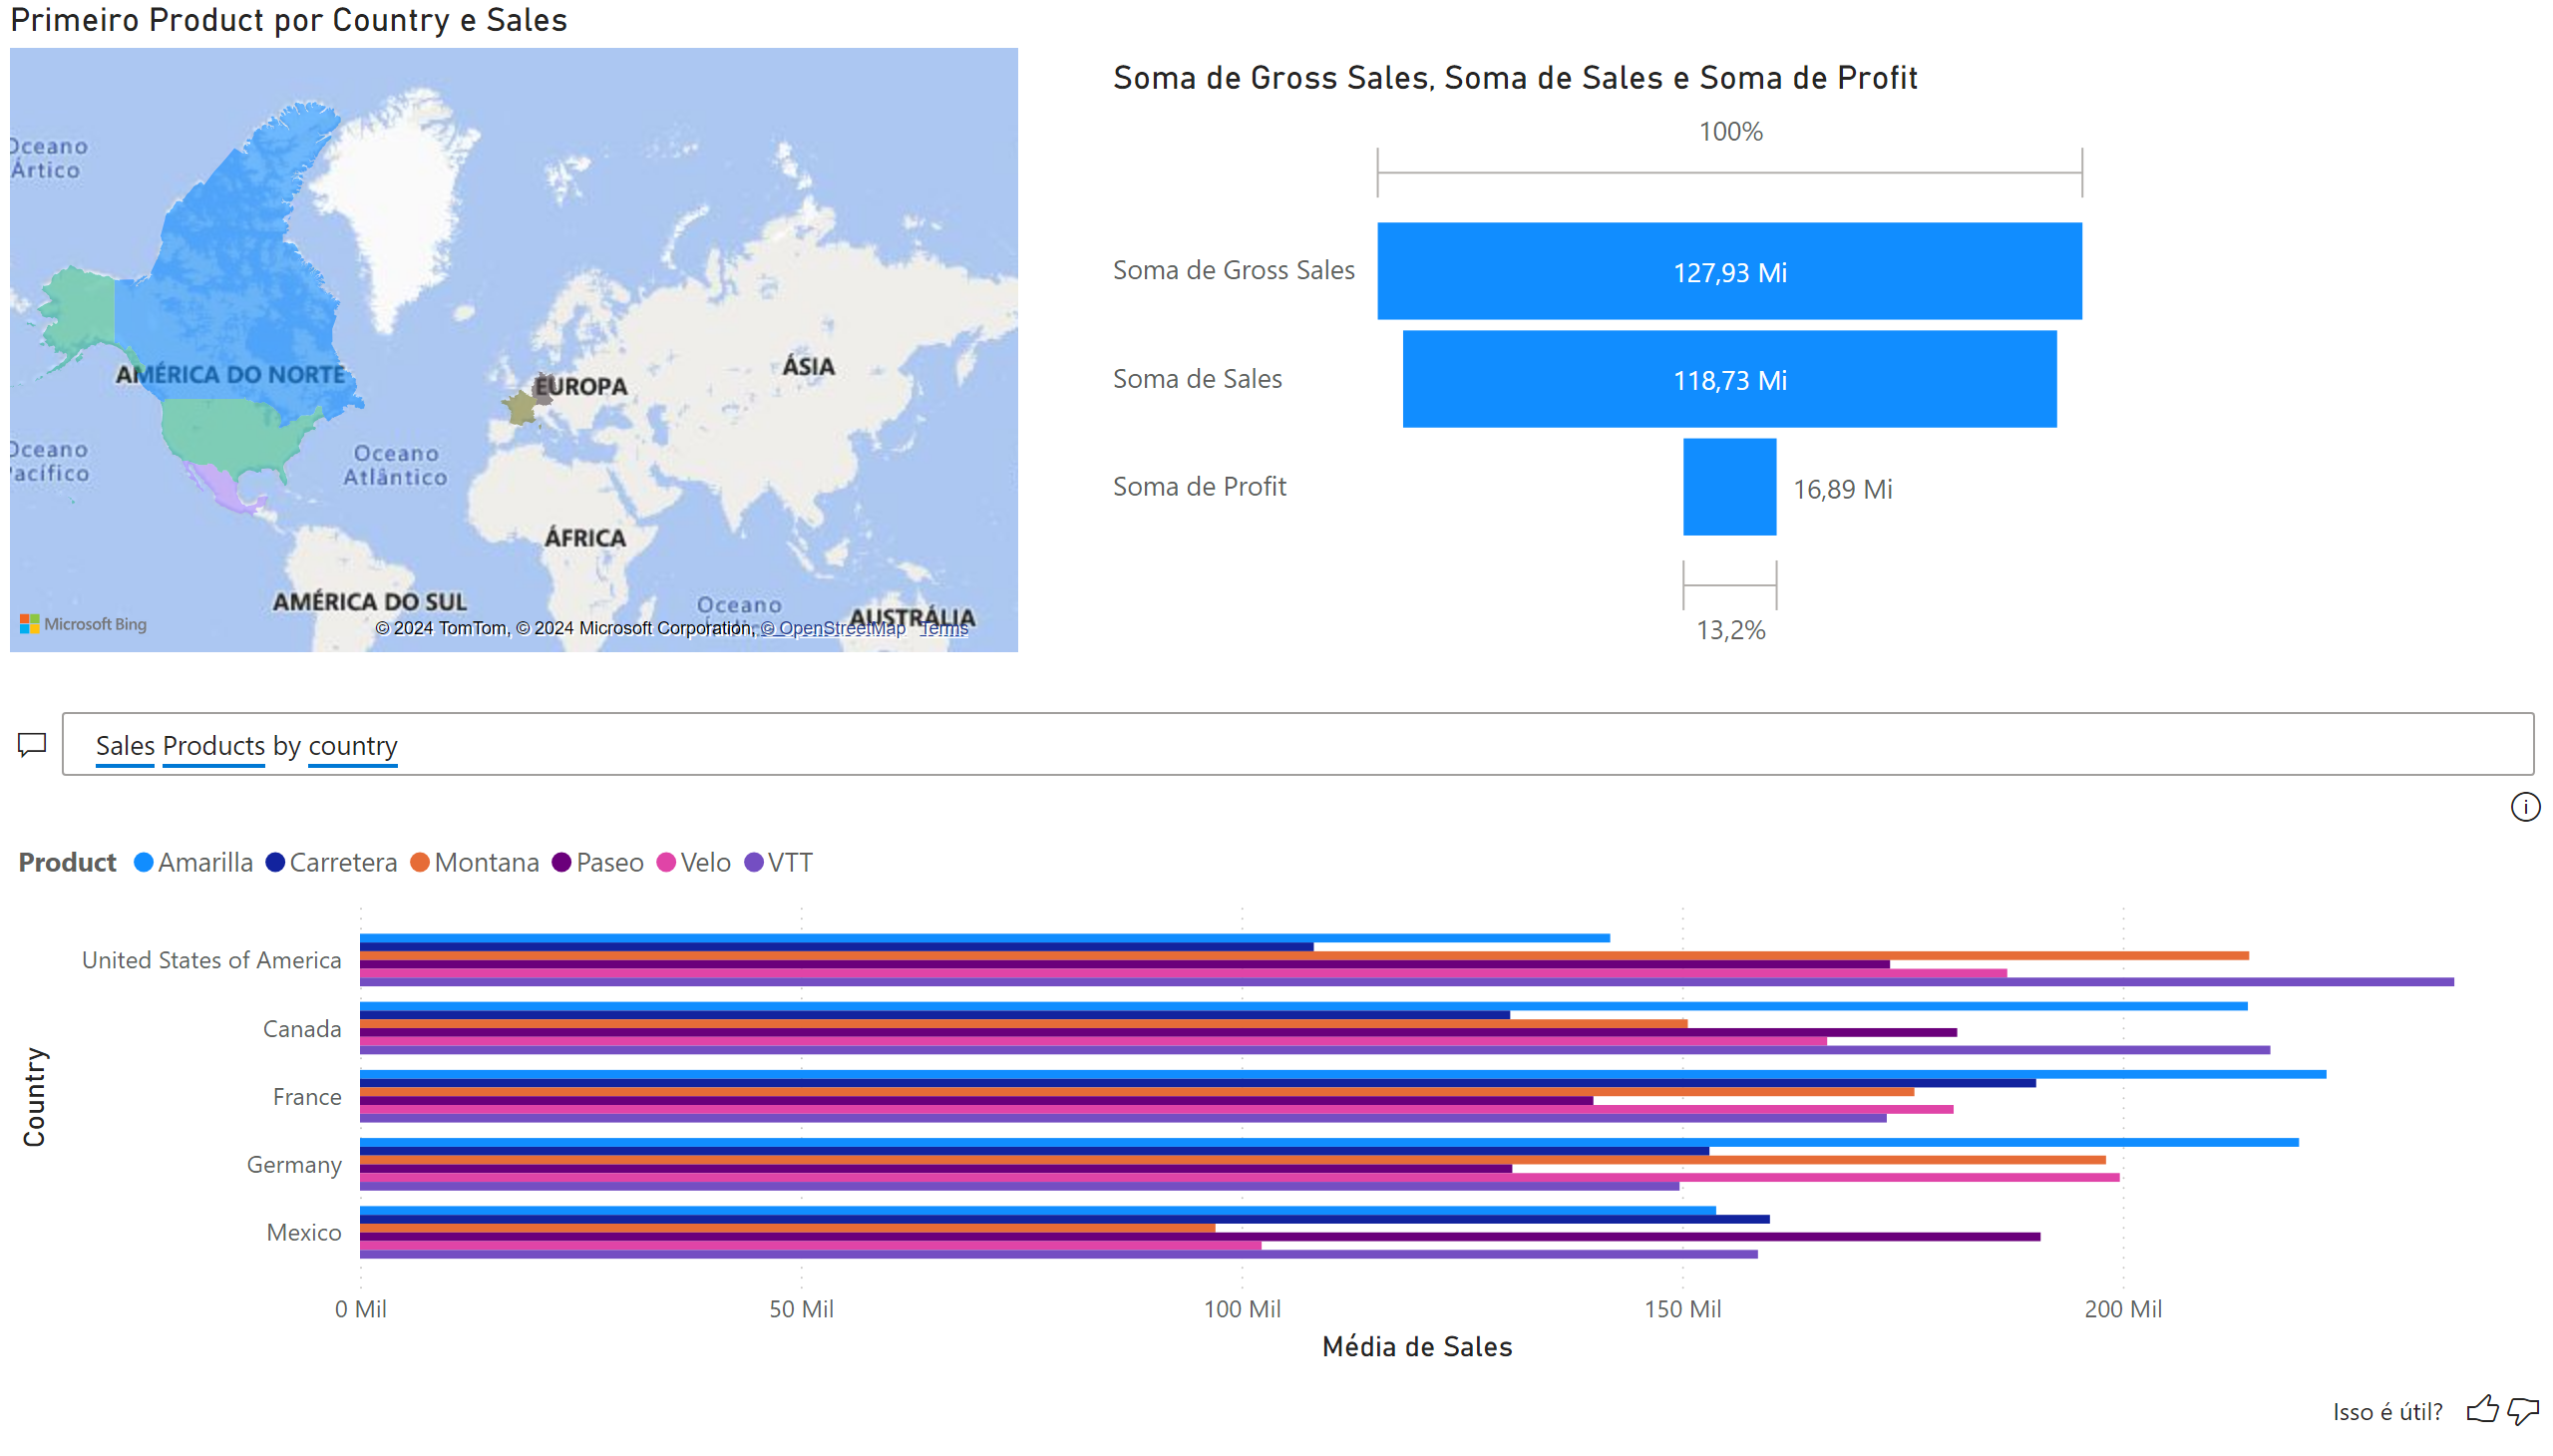 Primeiro Product por Country e Sales
Oceano
Ártico
AMÉRICA DO NORTE
EUROPA
ÁSIA
Oceano
Oceano
Atlântico
ÁFRICA
AMÉRICA DO SUL
Oceano
AUSTRÁLIA
Microsoft Bing
© 2024 TomTom, © 2024 Microsoft Corporation, © OpenStreetMap Terms
Soma de Gross Sales, Soma de Sales e Soma de Profit
100%
Soma de Gross Sales
127,93 Mi
Soma de Sales
118,73 Mi
Soma de Profit
16,89 Mi
13,2%
Sales Products by country
Product Amarilla Carretera Montana Paseo Velo VTT
Country
United States of America
Canada
France
Germany
Mexico
0 Mil 50 Mil 100 Mil 150 Mil 200 Mil
Média de Sales
Isso é útil?